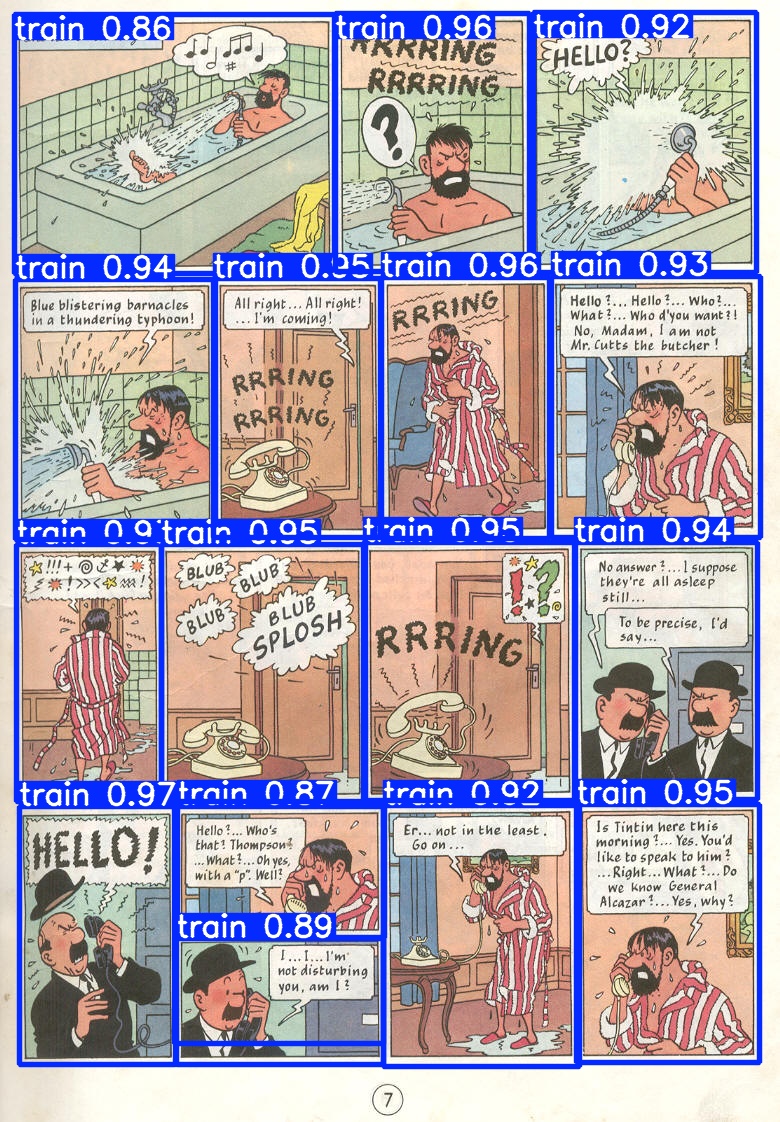 train 0.86
train 0.96
RRRRING
RRRRING
?
train 0.92
HELLO?
train 0.94
Blue blistering barnacles
in a thundering typhoon!
train 0.95
All right... All right!
...I'm coming!
RRRING
RRRING
train 0.96
RRRING
train 0.93
Hello?... Hello?... Who?...
What?... Who d'you want?!
No, Madam, I am not
Mr. Cutts the butcher!
!!!+
!
train 0.95
BLUB
BLUB
BLUB
BLUB
SPLOSH
train 0.95
!?
RRRING
train 0.94
No answer?...I suppose
they're all asleep
still...
To be precise, I'd
say...
train 0.97
HELLO!
train 0.87
Hello?... Who's
that? Thompson?
...What?... Oh yes,
with a "p". Well?
train 0.89
I...I...I'm
not disturbing
you, am I?
train 0.92
Er... not in the least.
Go on...
train 0.95
Is Tintin here this
morning?... Yes. You'd
like to speak to him?
...Right... What?... Do
we know General
Alcazar?... Yes, why?
7